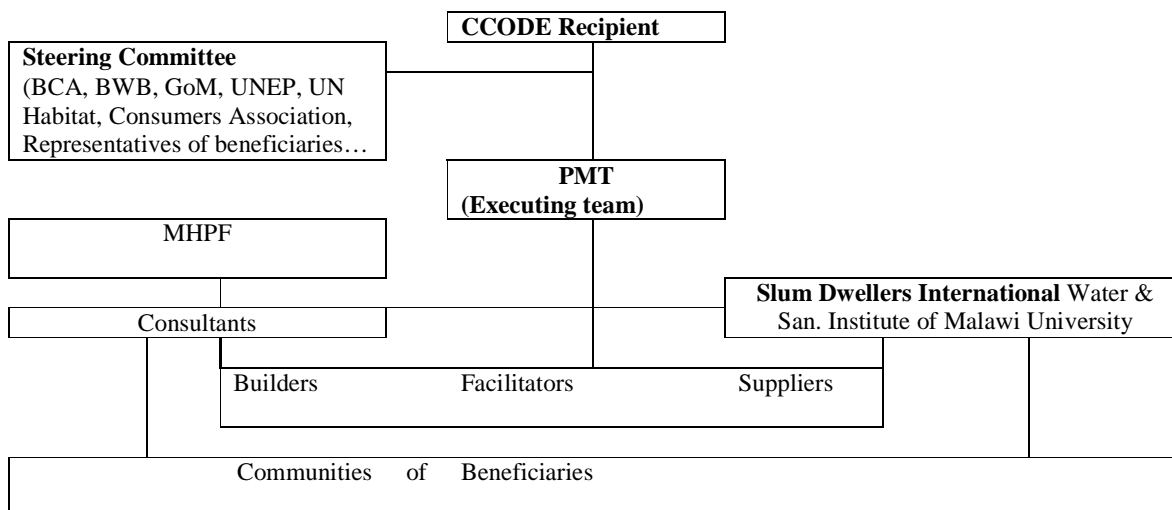 CCODE Recipient
Steering Committee
(BCA, BWB, GoM, UNEP, UN
Habitat, Consumers Association,
Representatives of beneficiaries…
PMT
(Executing team)
MHPF
Slum Dwellers International Water &
San. Institute of Malawi University
Consultants
Builders Facilitators Suppliers
Communities of Beneficiaries